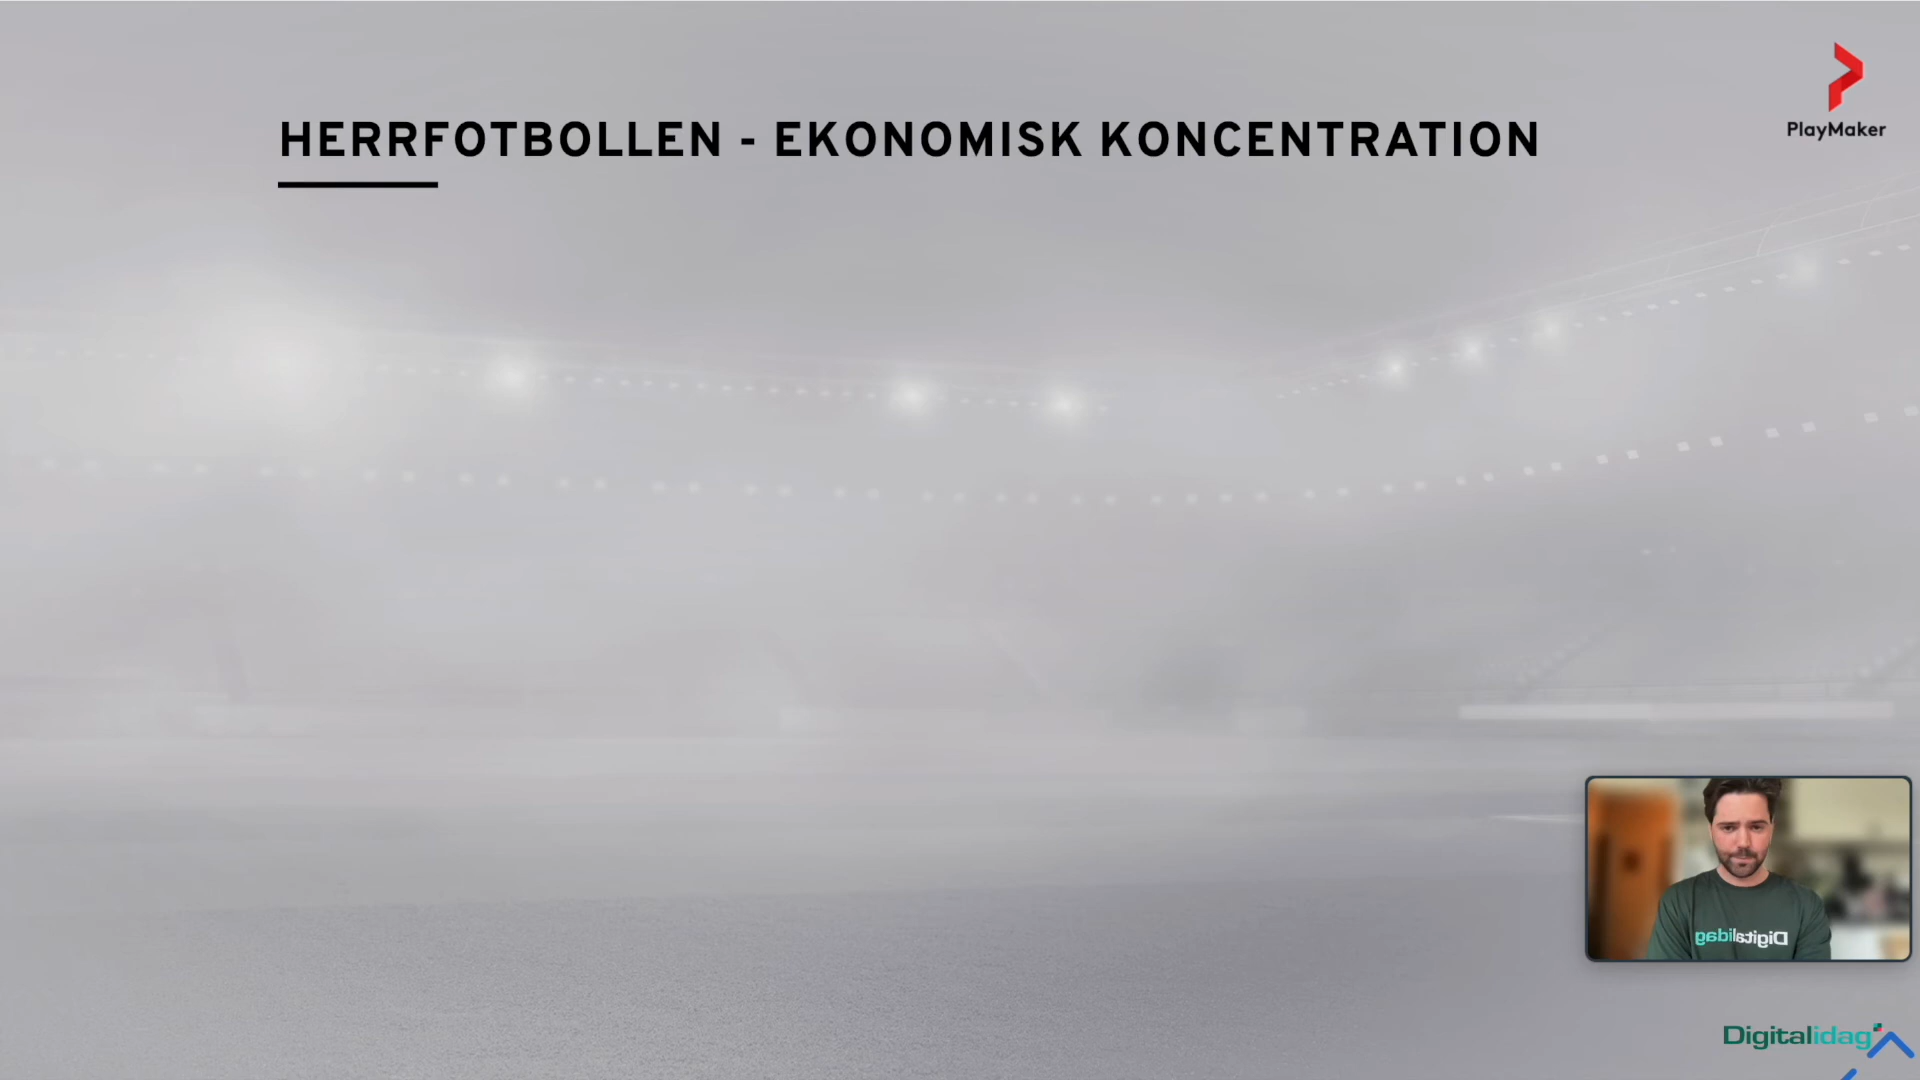 HERRFOTBOLLEN - EKONOMISK KONCENTRATION
PlayMaker
Digitalidag
Digitalidag